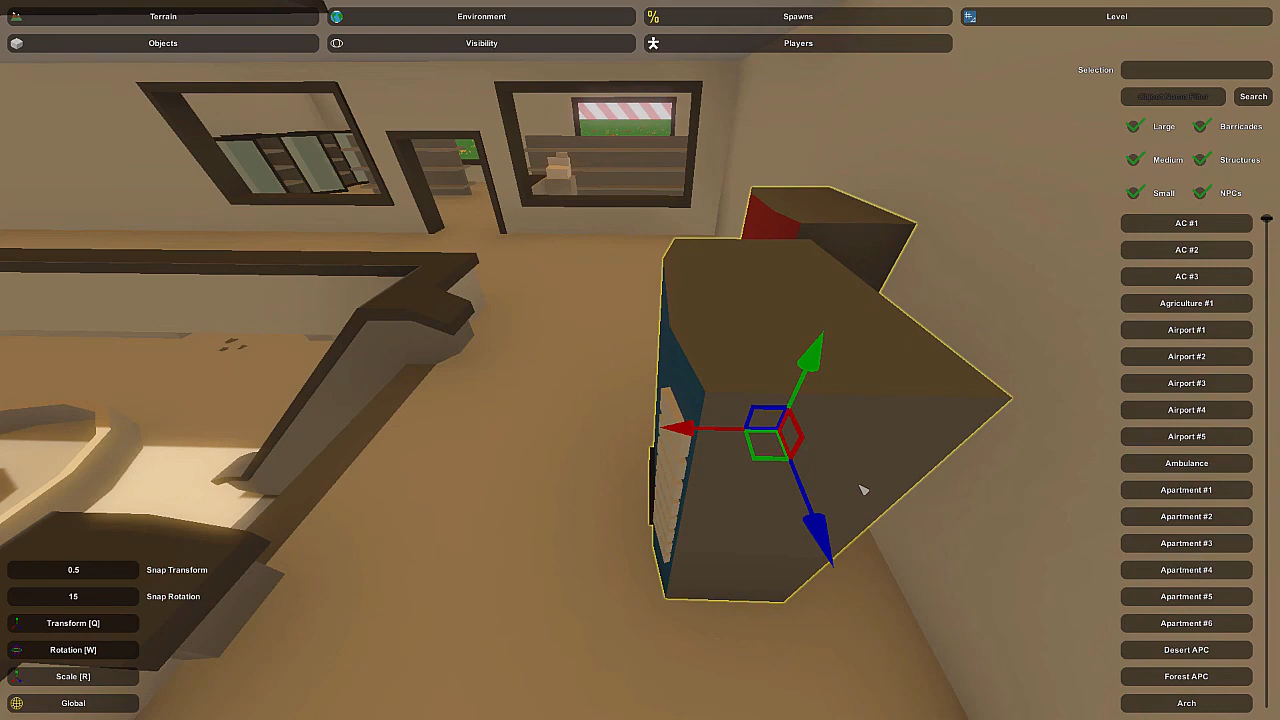 Terrain
Environment
Spawns
Level
Objects
Visibility
Players
Selection
Object Name Filter
Search
Large
Barricades
Medium
Structures
Small
NPCs
AC #1
AC #2
AC #3
Agriculture #1
Airport #1
Airport #2
Airport #3
Airport #4
Airport #5
Ambulance
Apartment #1
Apartment #2
Apartment #3
Apartment #4
Apartment #5
Apartment #6
Desert APC
Forest APC
Arch
0.5
Snap Transform
15
Snap Rotation
Transform [Q]
Rotation [W]
Scale [R]
Global